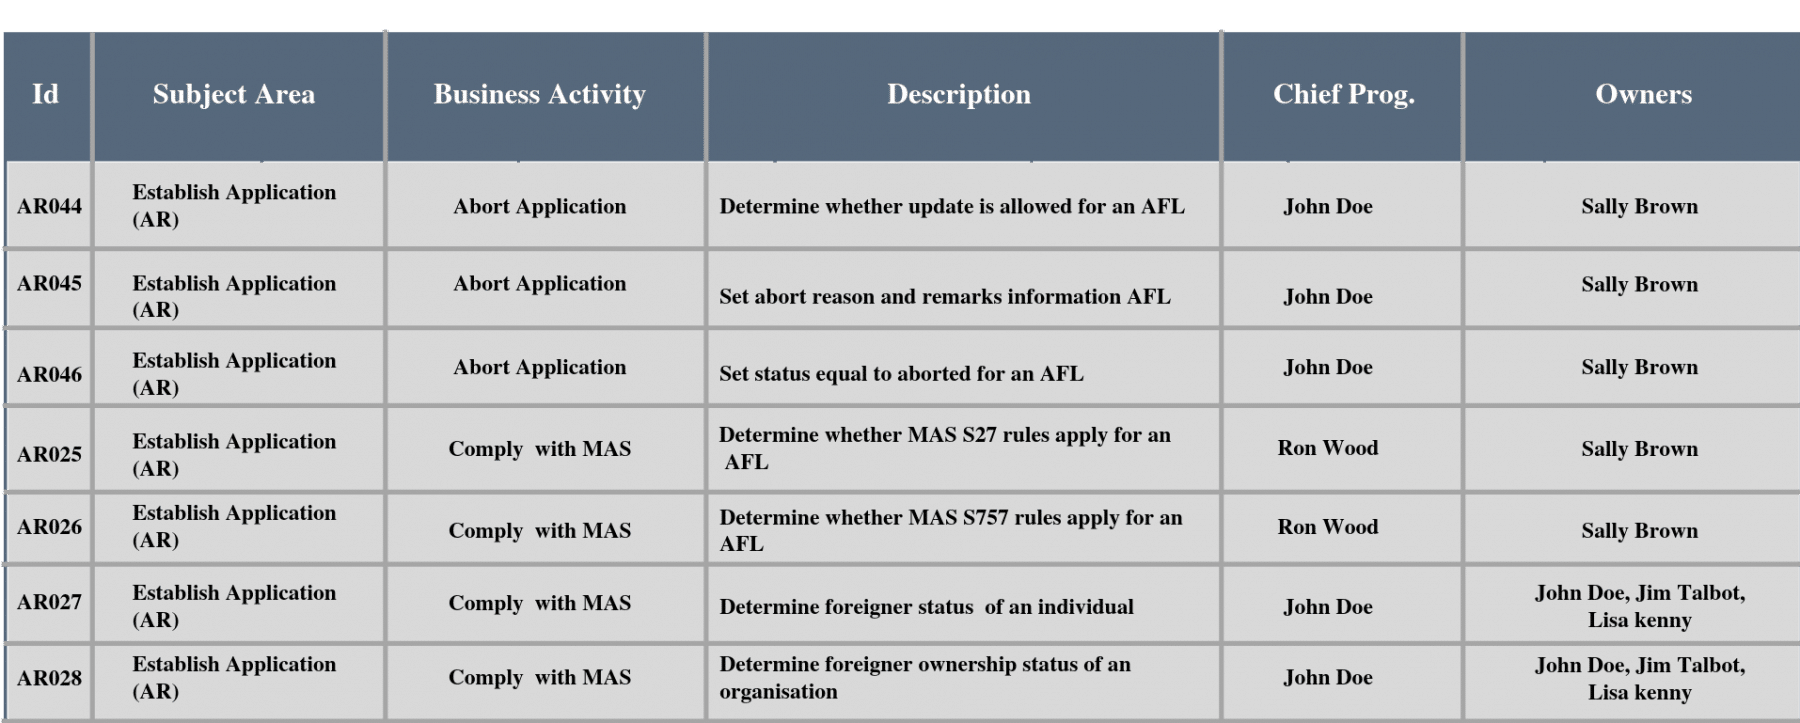 Id Subject Area Business Activity Description Chief Prog. Owners
AR044 Establish Application (AR) Abort Application Determine whether update is allowed for an AFL John Doe Sally Brown
AR045 Establish Application (AR) Abort Application Set abort reason and remarks information AFL John Doe Sally Brown
AR046 Establish Application (AR) Abort Application Set status equal to aborted for an AFL John Doe Sally Brown
AR025 Establish Application (AR) Comply with MAS Determine whether MAS S27 rules apply for an AFL Ron Wood Sally Brown
AR026 Establish Application (AR) Comply with MAS Determine whether MAS S757 rules apply for an AFL Ron Wood Sally Brown
AR027 Establish Application (AR) Comply with MAS Determine foreigner status of an individual John Doe John Doe, Jim Talbot, Lisa kenny
AR028 Establish Application (AR) Comply with MAS Determine foreigner ownership status of an organisation John Doe John Doe, Jim Talbot, Lisa kenny